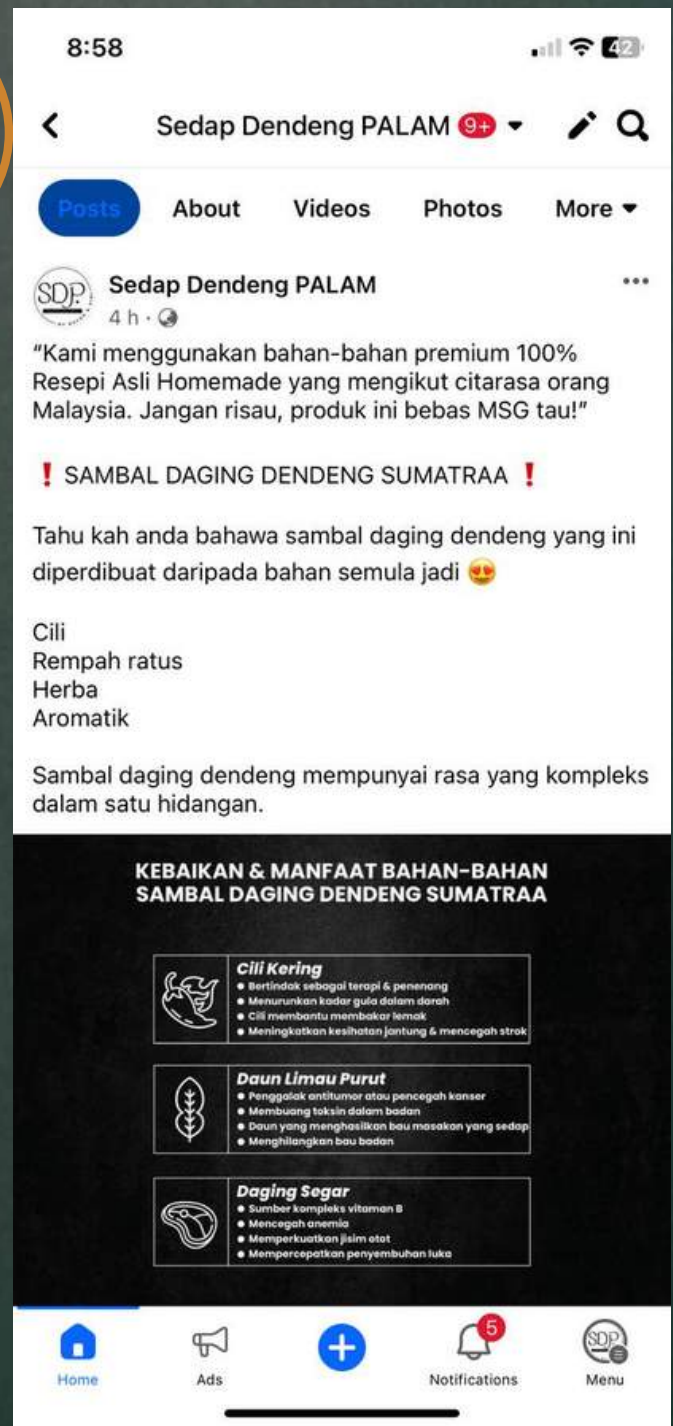 8:58
42
Sedap Dendeng PALAM 9+
Posts About Videos Photos More
SDP.
Sedap Dendeng PALAM
4 h ·
“Kami menggunakan bahan-bahan premium 100%
Resepi Asli Homemade yang mengikut citarasa orang
Malaysia. Jangan risau, produk ini bebas MSG tau!”
❗ SAMBAL DAGING DENDENG SUMATRAA ❗
Tahu kah anda bahawa sambal daging dendeng yang ini
diperdibuat daripada bahan semula jadi 😍
Cili
Rempah ratus
Herba
Aromatik
Sambal daging dendeng mempunyai rasa yang kompleks
dalam satu hidangan.
KEBAIKAN & MANFAAT BAHAN-BAHAN
SAMBAL DAGING DENDENG SUMATRAA
Cili Kering
● Bertindak sebagai terapi & penenang
● Menurunkan kadar gula dalam darah
● Cili membantu membakar lemak
● Meningkatkan kesihatan jantung & mencegah strok
Daun Limau Purut
● Penggalak antitumor atau pencegah kanser
● Membuang toksin dalam badan
● Daun yang menghasilkan bau masakan yang sedap
● Menghilangkan bau badan
Daging Segar
● Sumber kompleks vitaman B
● Mencegah anemia
● Memperkuatkan jisim otot
● Mempercepatkan penyembuhan luka
5
SDP
Home Ads Notifications Menu